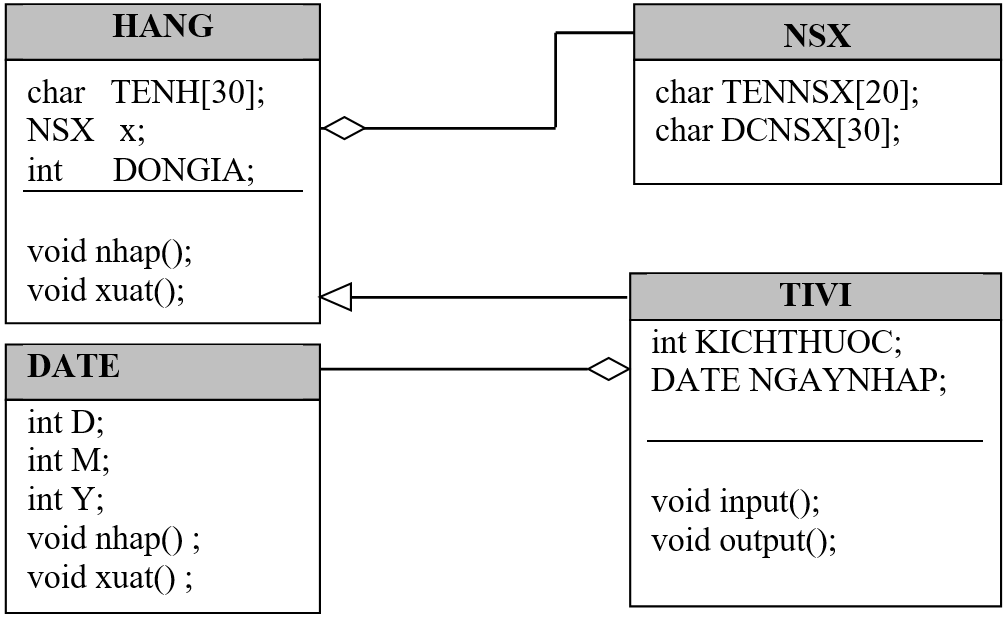 HANG
char TENH[30];
NSX x;
int DONGIA;
void nhap();
void xuat();
NSX
char TENNSX[20];
char DCNSX[30];
DATE
int D;
int M;
int Y;
void nhap() ;
void xuat() ;
TIVI
int KICHTHUOC;
DATE NGAYNHAP;
void input();
void output();